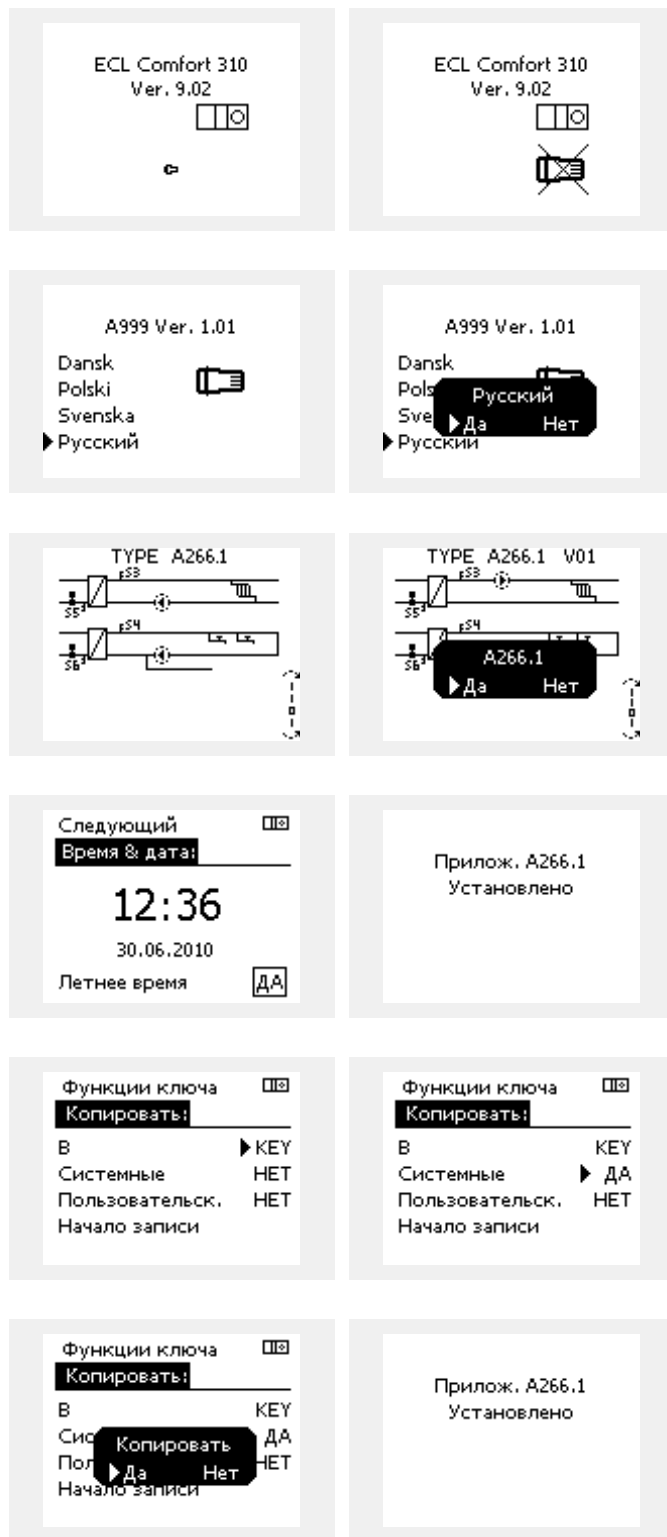 ECL Comfort 310
Ver. 9.02
ECL Comfort 310
Ver. 9.02
A999 Ver. 1.01
Dansk
Polski
Svenska
Русский
A999 Ver. 1.01
Dansk
Pols
Sve
Русский
Русский
Да Нет
TYPE A266.1
S3
S5
S4
S6
TYPE A266.1 V01
S3
S5
S4
S6
A266.1
Да Нет
Следующий
Время & дата:
12:36
30.06.2010
Летнее время ДА
Прилож. A266.1
Установлено
Функции ключа
Копировать:
В KEY
Системные НЕТ
Пользовательск. НЕТ
Начало записи
Функции ключа
Копировать:
В KEY
Системные ДА
Пользовательск. НЕТ
Начало записи
Функции ключа
Копировать:
В KEY
Сис ДА
Копировать
Пол НЕТ
Да Нет
Начало записи
Прилож. A266.1
Установлено